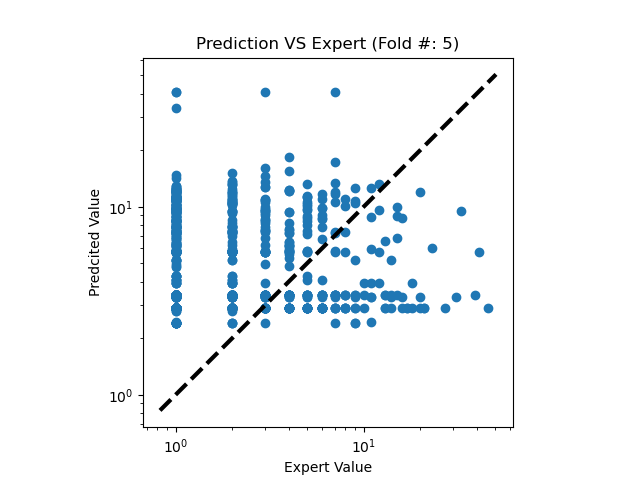 Prediction VS Expert (Fold #: 5)
Predcited Value
10¹
10⁰
10⁰
10¹
Expert Value